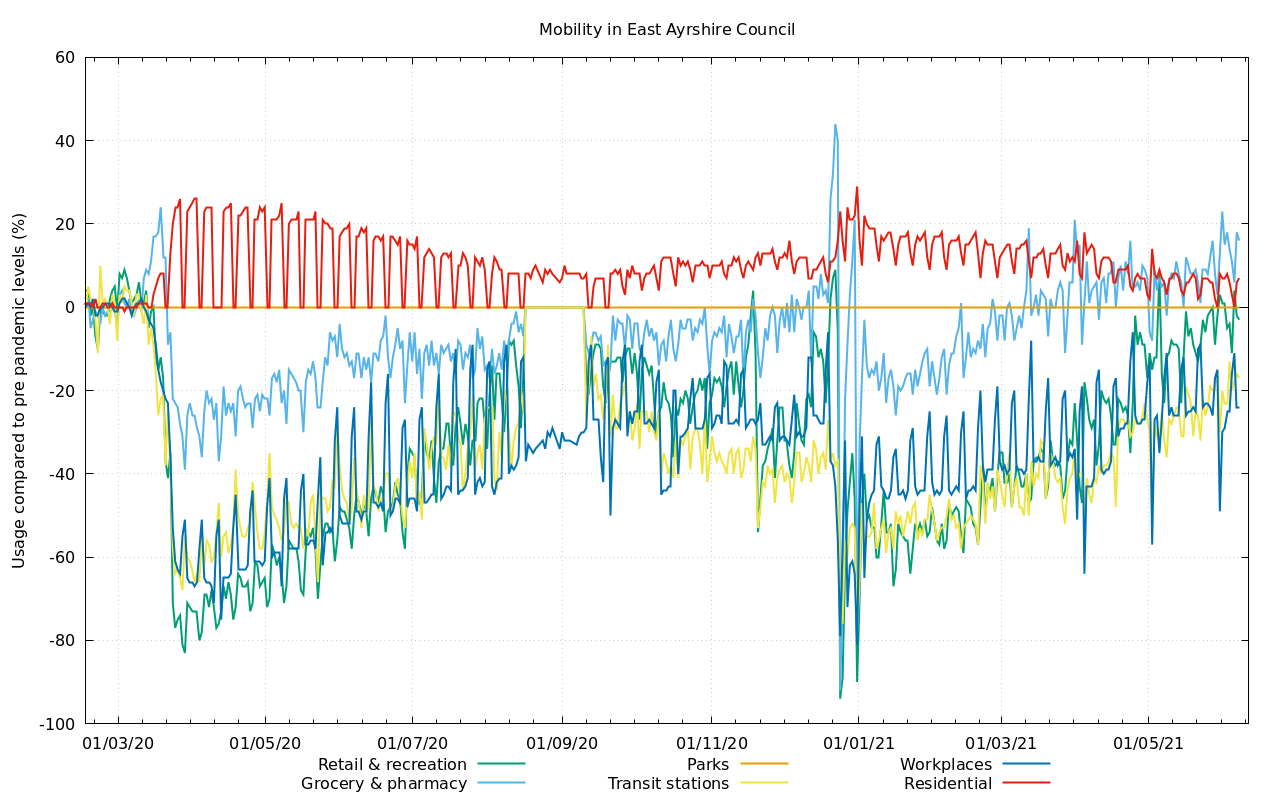 Mobility in East Ayrshire Council
Usage compared to pre pandemic levels (%)
60
40
20
0
-20
-40
-60
-80
-100
01/03/20 01/05/20 01/07/20 01/09/20 01/11/20 01/01/21 01/03/21 01/05/21
Retail & recreation Parks Workplaces
Grocery & pharmacy Transit stations Residential